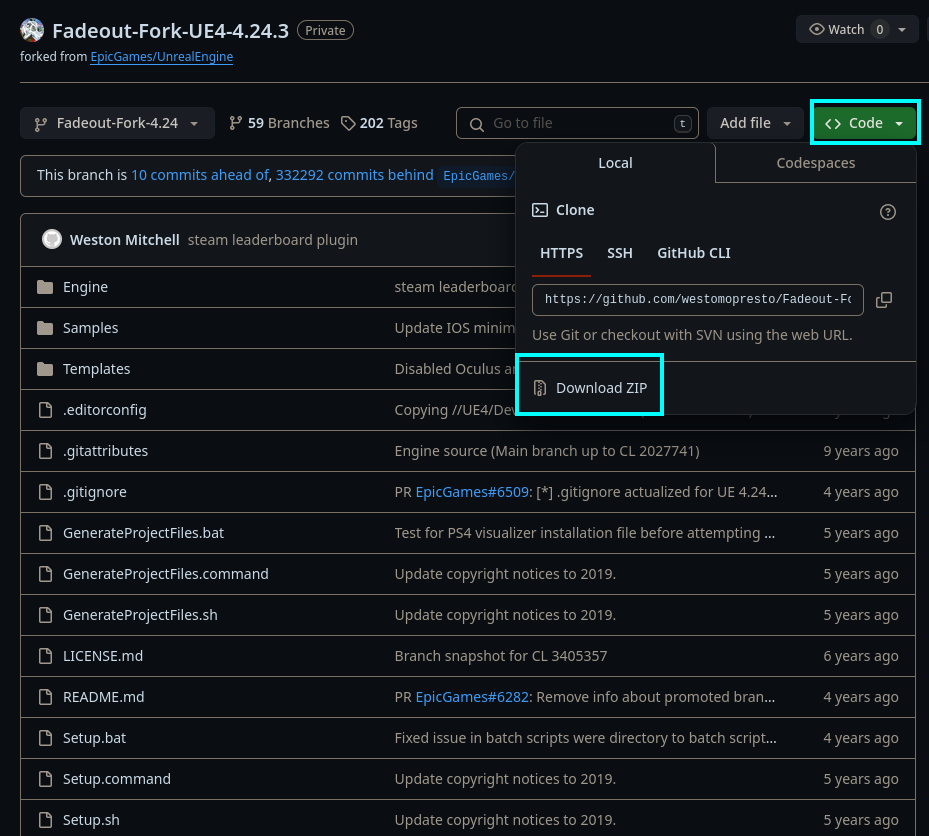 Fadeout-Fork-UE4-4.24.3 Private Watch 0
forked from EpicGames/UnrealEngine
Fadeout-Fork-4.24 59 Branches 202 Tags Go to file t Add file <> Code
Local Codespaces
This branch is 10 commits ahead of, 332292 commits behind EpicGames/
Clone
Weston Mitchell steam leaderboard plugin
HTTPS SSH GitHub CLI
Engine steam leaderboard
https://github.com/westomopresto/Fadeout-Fo
Samples Update IOS minim
Use Git or checkout with SVN using the web URL.
Templates Disabled Oculus an
Download ZIP
.editorconfig Copying //UE4/Dev
.gitattributes Engine source (Main branch up to CL 2027741) 9 years ago
.gitignore PR EpicGames#6509: [*] .gitignore actualized for UE 4.24... 4 years ago
GenerateProjectFiles.bat Test for PS4 visualizer installation file before attempting ... 5 years ago
GenerateProjectFiles.command Update copyright notices to 2019. 5 years ago
GenerateProjectFiles.sh Update copyright notices to 2019. 5 years ago
LICENSE.md Branch snapshot for CL 3405357 6 years ago
README.md PR EpicGames#6282: Remove info about promoted bran... 4 years ago
Setup.bat Fixed issue in batch scripts were directory to batch script... 4 years ago
Setup.command Update copyright notices to 2019. 5 years ago
Setup.sh Update copyright notices to 2019. 5 years ago